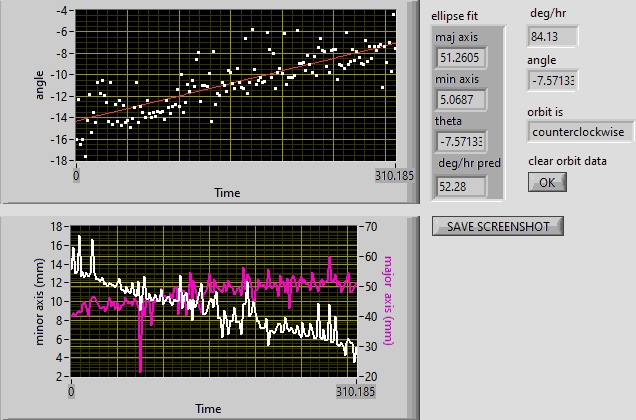 -4
-6
-8
-10
-12
-14
-16
-18
angle
0
310.185
Time
ellipse fit
maj axis
51.2605
min axis
5.0687
theta
-7.5713
deg/hr pred
52.28
deg/hr
84.13
angle
-7.5713
orbit is
counterclockwise
clear orbit data
OK
SAVE SCREENSHOT
18
16
14
12
10
8
6
4
2
minor axis (mm)
70
60
50
40
30
20
major axis (mm)
0
310.185
Time